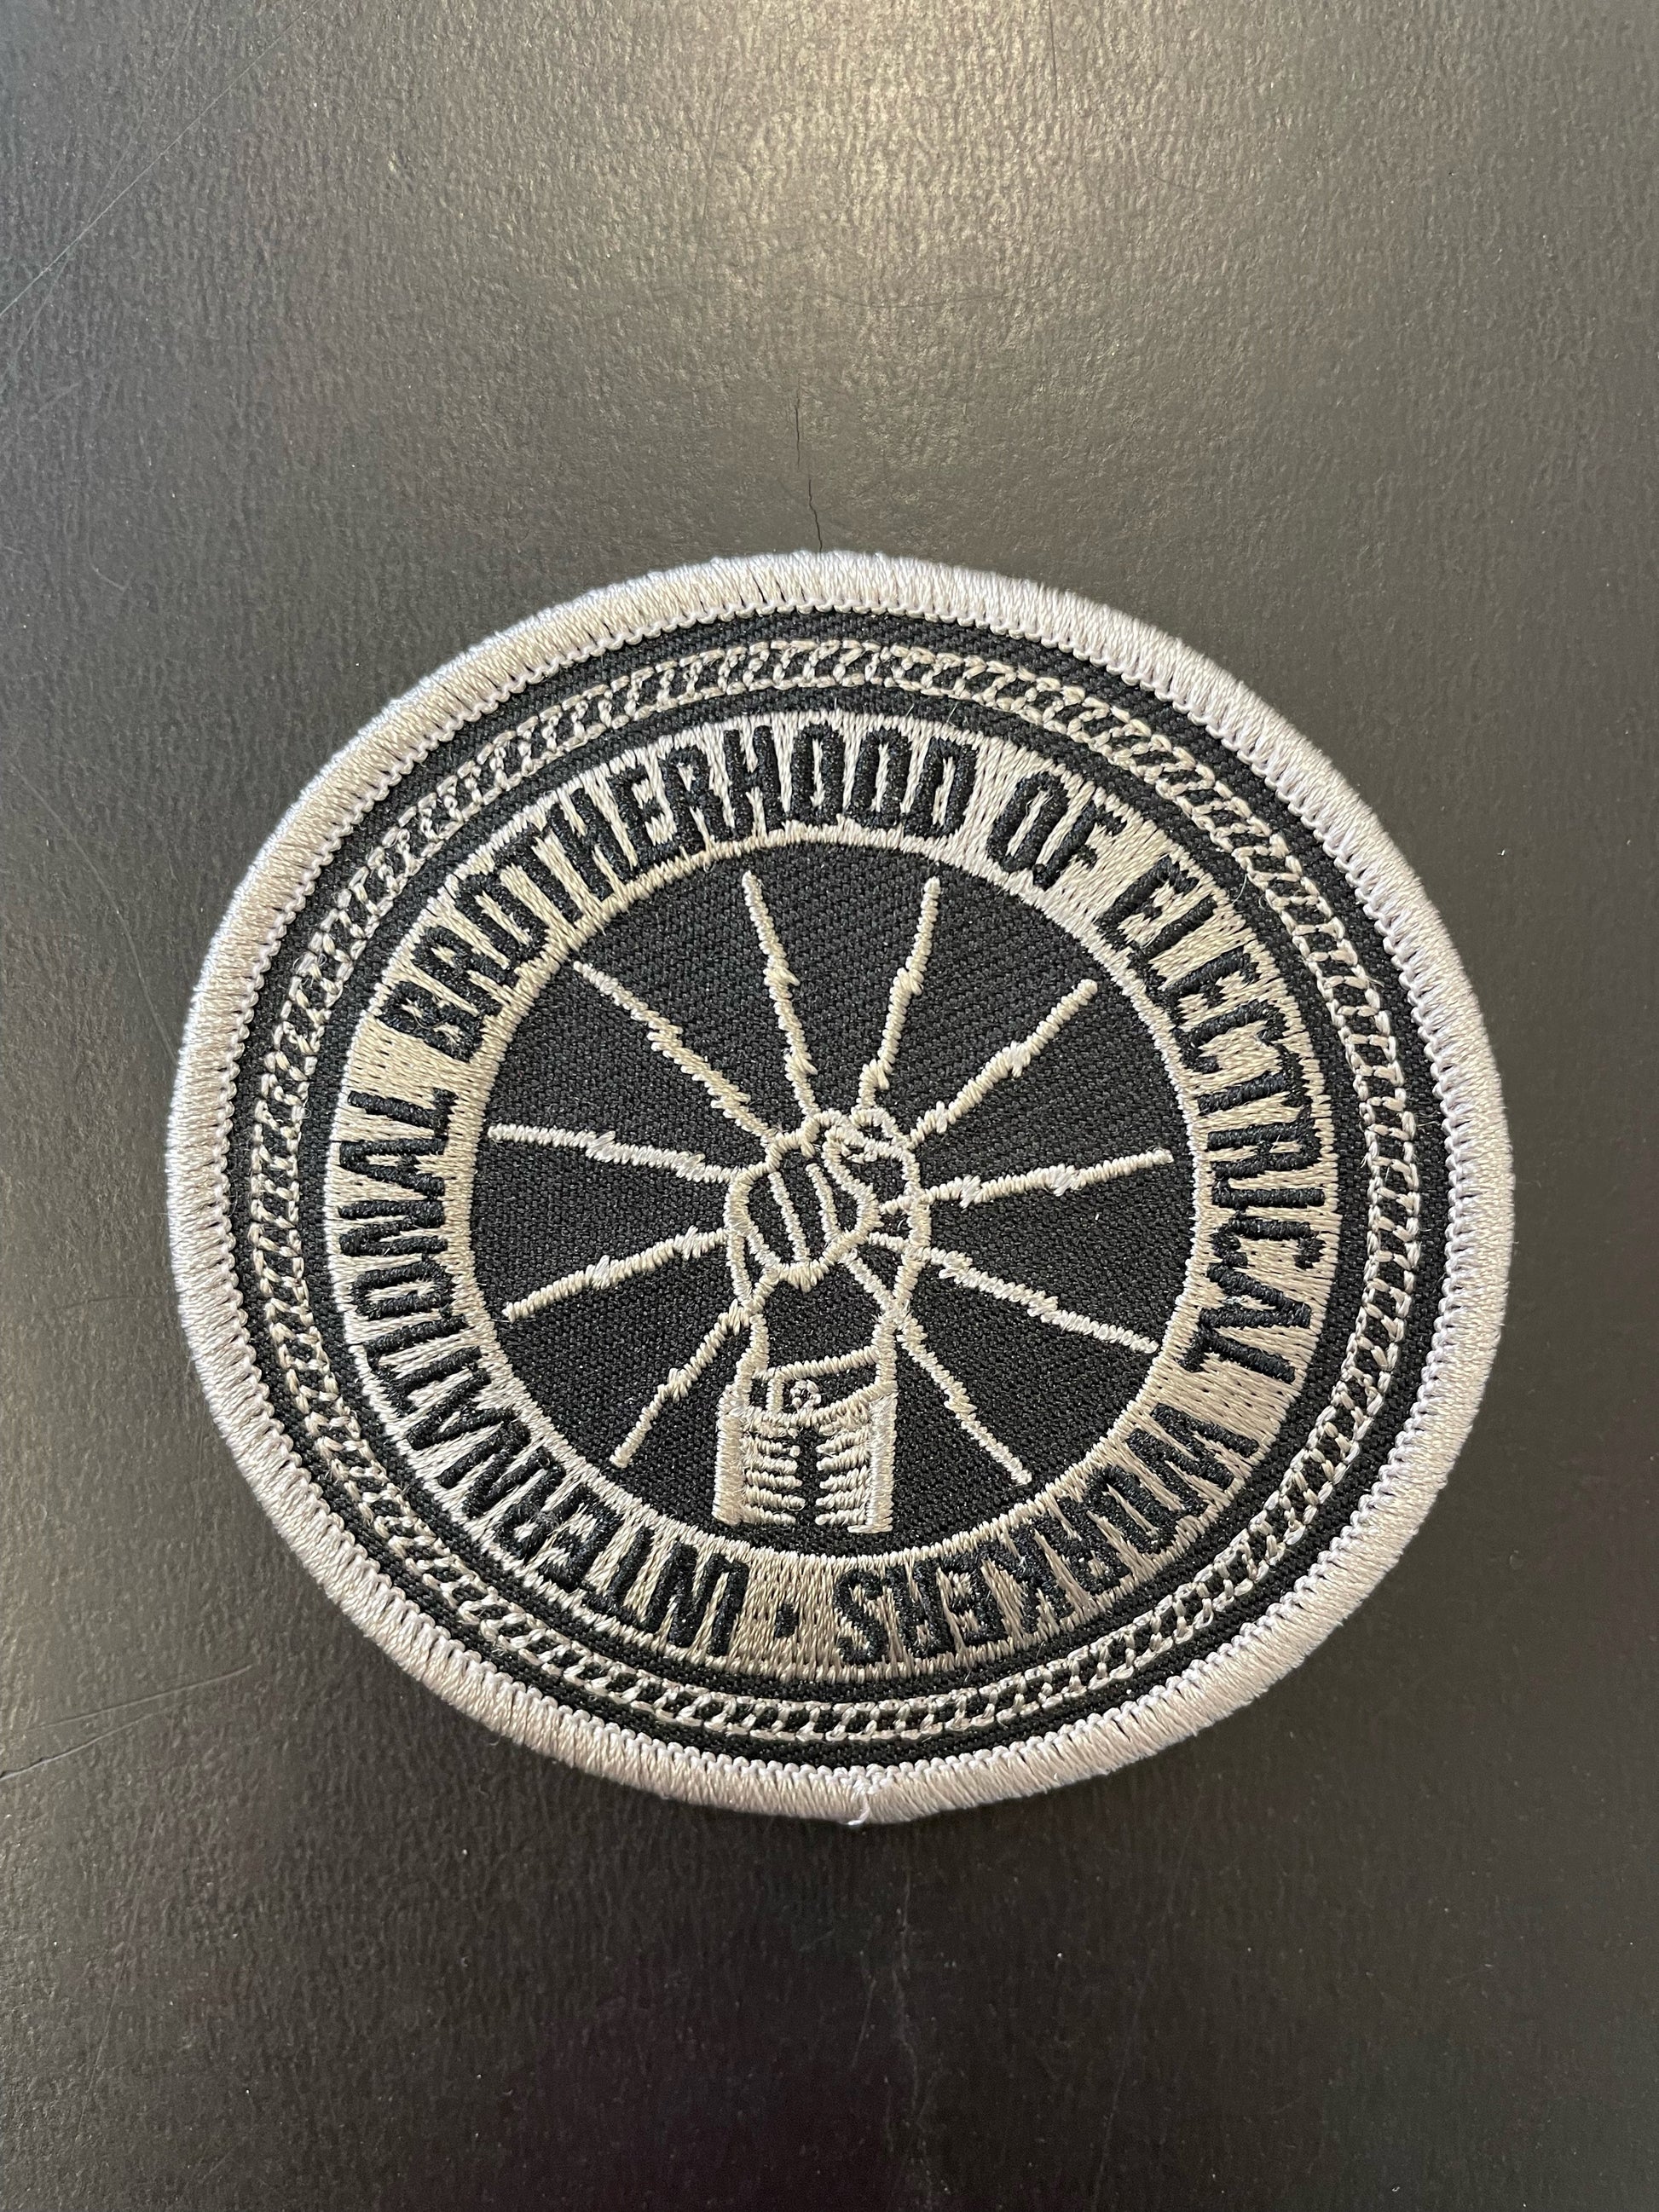 INTERNATIONAL BROTHERHOOD OF ELECTRICAL WORKERS •